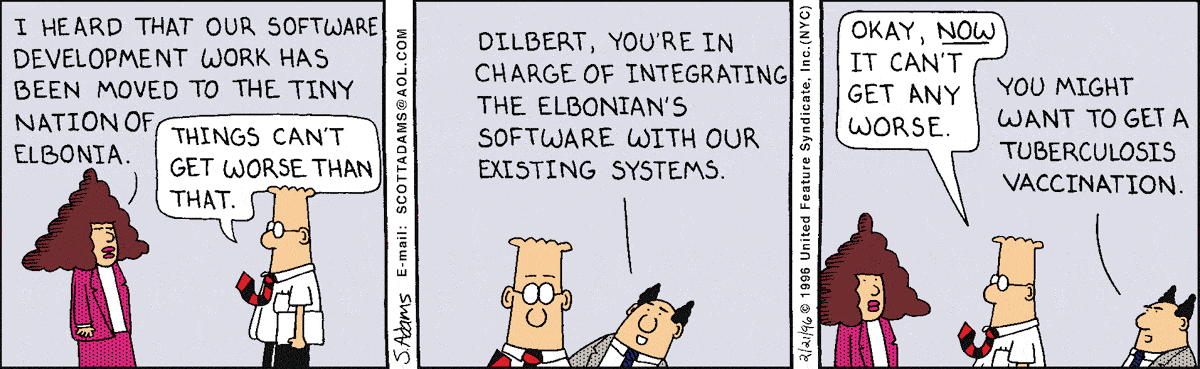 I HEARD THAT OUR SOFTWARE
DEVELOPMENT WORK HAS
BEEN MOVED TO THE TINY
NATION OF
ELBONIA.
THINGS CAN'T
GET WORSE THAN
THAT.
S.Adams E-mail: SCOTTADAMS@AOL.COM
DILBERT, YOU'RE IN
CHARGE OF INTEGRATING
THE ELBONIAN'S
SOFTWARE WITH OUR
EXISTING SYSTEMS.
2/21/96 © 1996 United Feature Syndicate, Inc.(NYC)
OKAY, NOW
IT CAN'T
GET ANY
WORSE.
YOU MIGHT
WANT TO GET A
TUBERCULOSIS
VACCINATION.